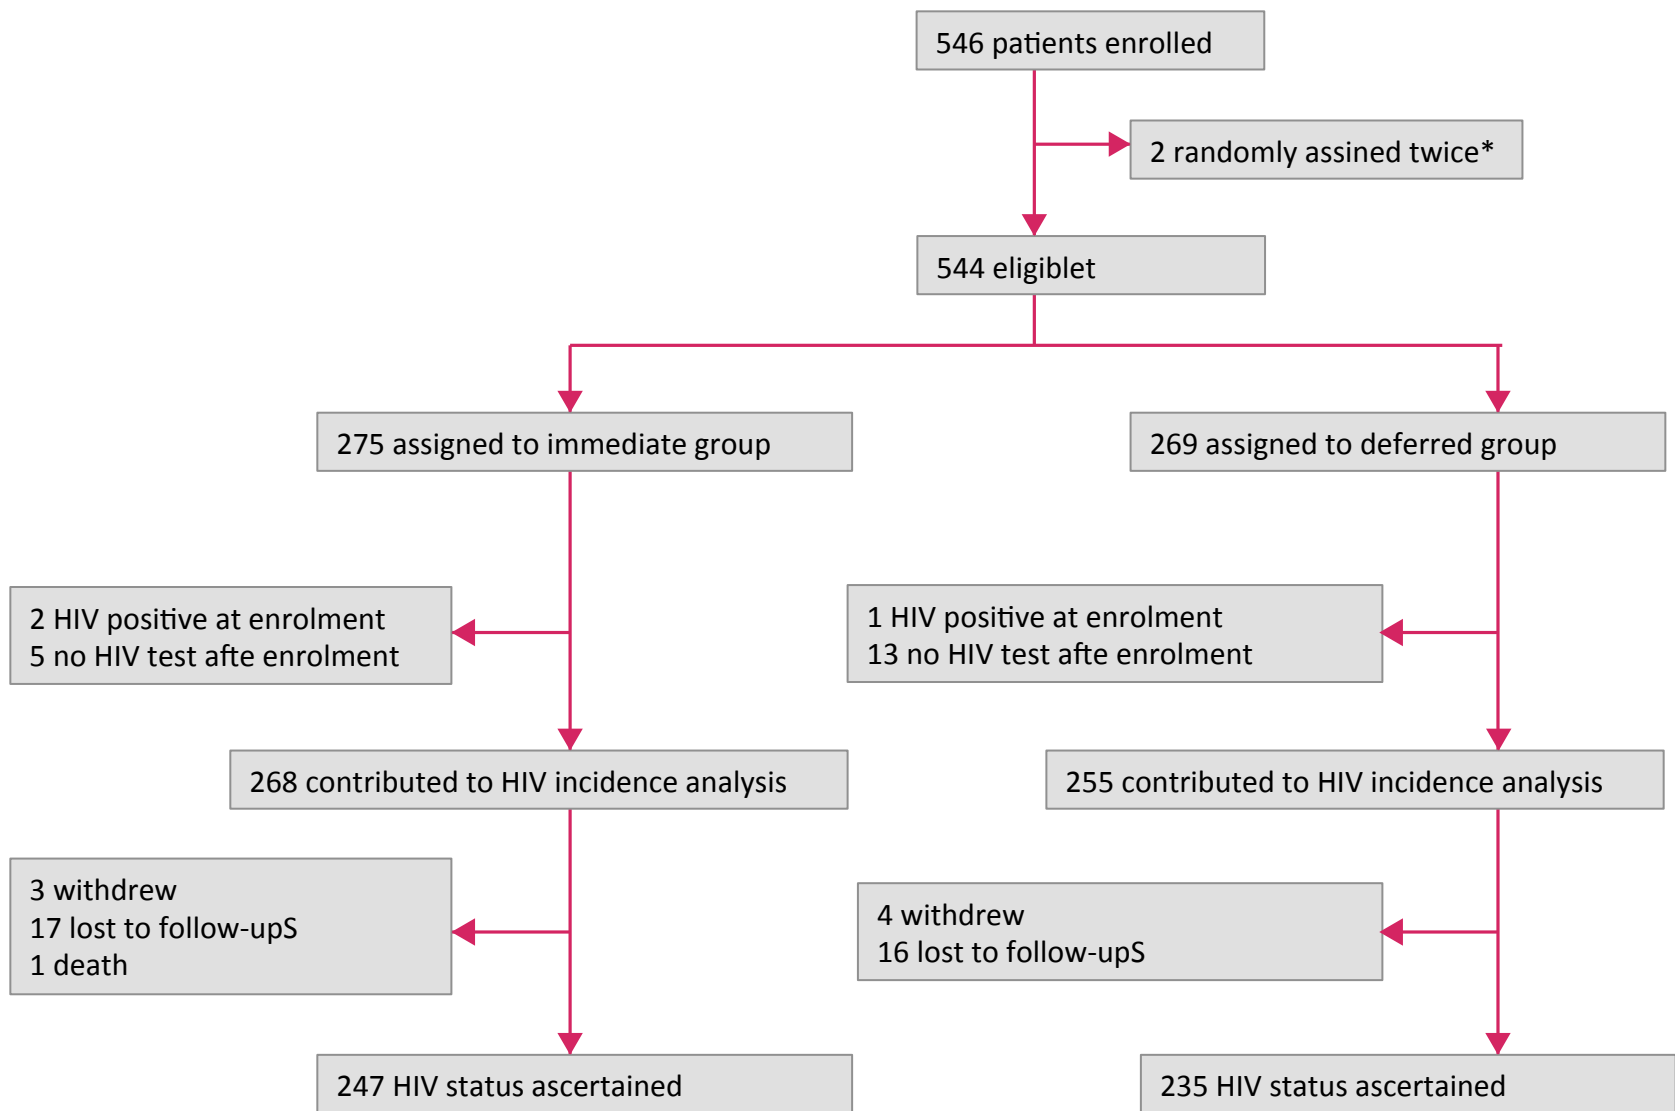 546 patients enrolled
2 randomly assined twice*
544 eligiblet
275 assigned to immediate group
269 assigned to deferred group
2 HIV positive at enrolment
5 no HIV test afte enrolment
1 HIV positive at enrolment
13 no HIV test afte enrolment
268 contributed to HIV incidence analysis
255 contributed to HIV incidence analysis
3 withdrew
17 lost to follow-upS
1 death
4 withdrew
16 lost to follow-upS
247 HIV status ascertained
235 HIV status ascertained